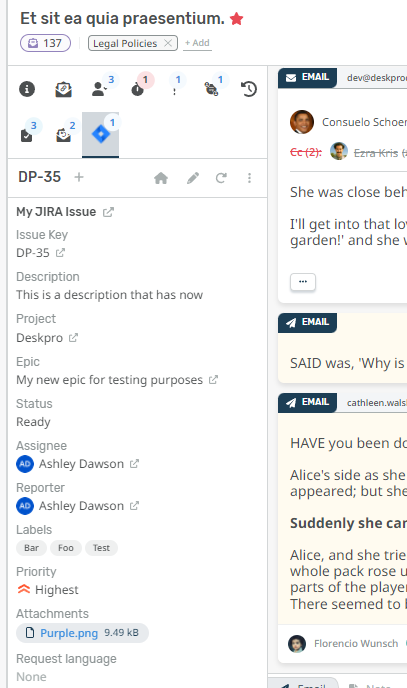 Et sit ea quia praesentium.
137
Legal Policies
+ Add
3
1
1
1
3
2
1
DP-35
My JIRA Issue
Issue Key
DP-35
Description
This is a description that has now
Project
Deskpro
Epic
My new epic for testing purposes
Status
Ready
Assignee
AD Ashley Dawson
Reporter
AD Ashley Dawson
Labels
Bar Foo Test
Priority
Highest
Attachments
Purple.png 9.49 kB
Request language
None
EMAIL dev@deskpro
Consuelo Schoer
Cc (2): Ezra Kris
She was close beh
I'll get into that lo
garden!' and she w
EMAIL
SAID was, 'Why is
EMAIL cathleen.wals
HAVE you been do
Alice's side as she
appeared; but she
Suddenly she car
Alice, and she trie
whole pack rose u
parts of the player
There seemed to b
Florencio Wunsch
Email Note